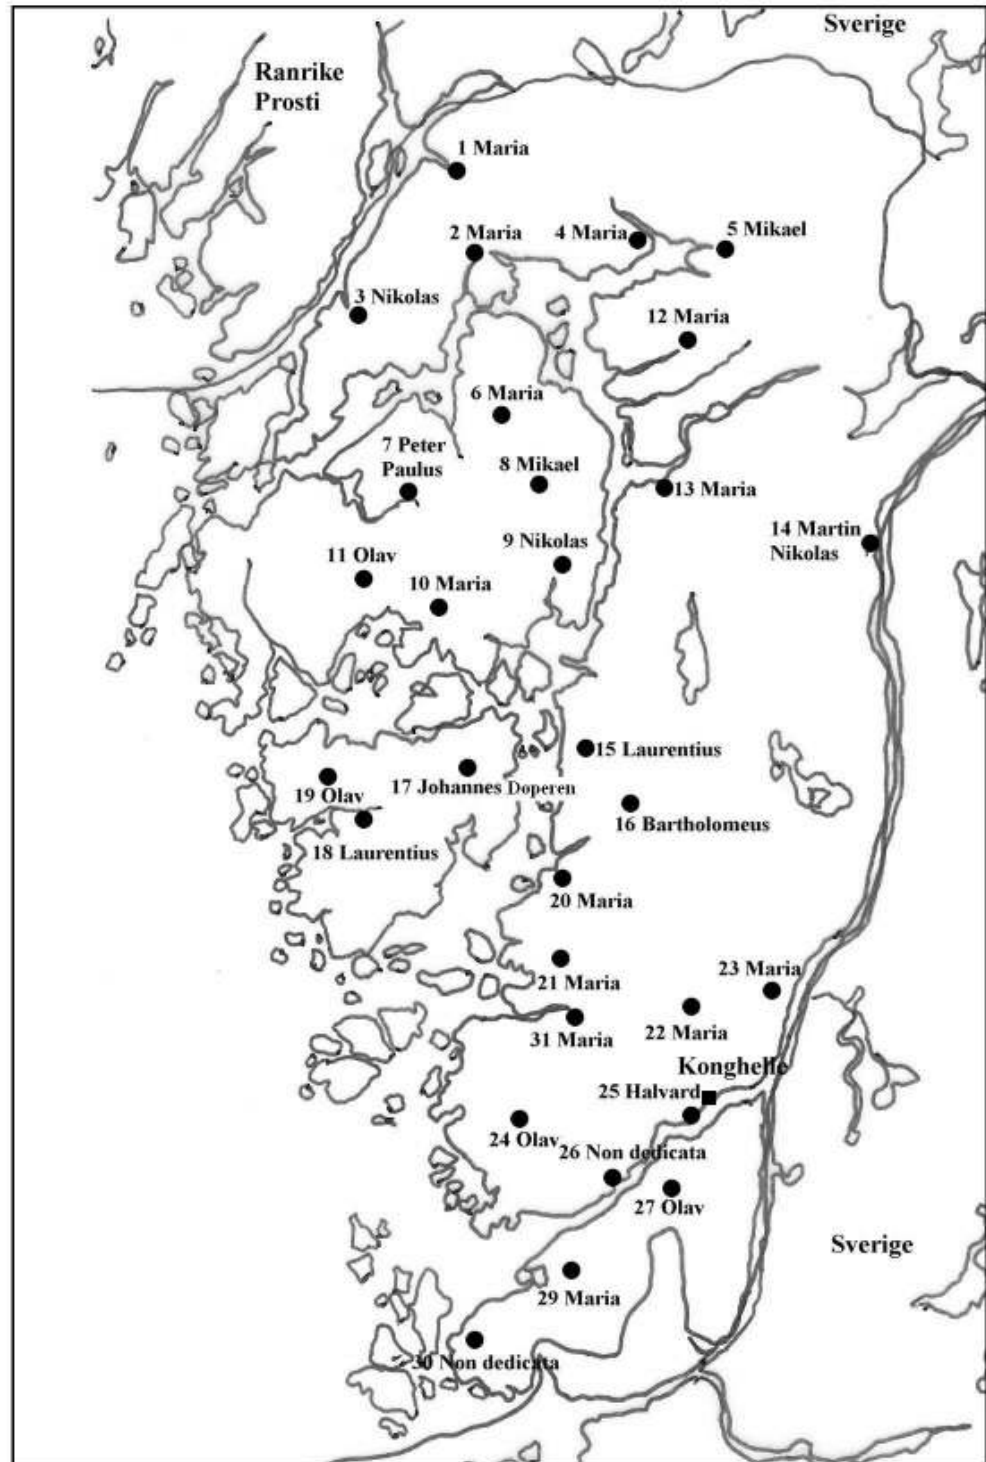 Sverige
Ranrike
Prosti
1 Maria
2 Maria
4 Maria
5 Mikael
3 Nikolas
12 Maria
6 Maria
7 Peter
Paulus
8 Mikael
13 Maria
14 Martin
Nikolas
9 Nikolas
11 Olav
10 Maria
15 Laurentius
17 Johannes Doperen
19 Olav
16 Bartholomeus
18 Laurentius
20 Maria
21 Maria
23 Maria
22 Maria
31 Maria
Konghelle
25 Halvard
24 Olav
26 Non dedicata
27 Olav
Sverige
29 Maria
30 Non dedicata